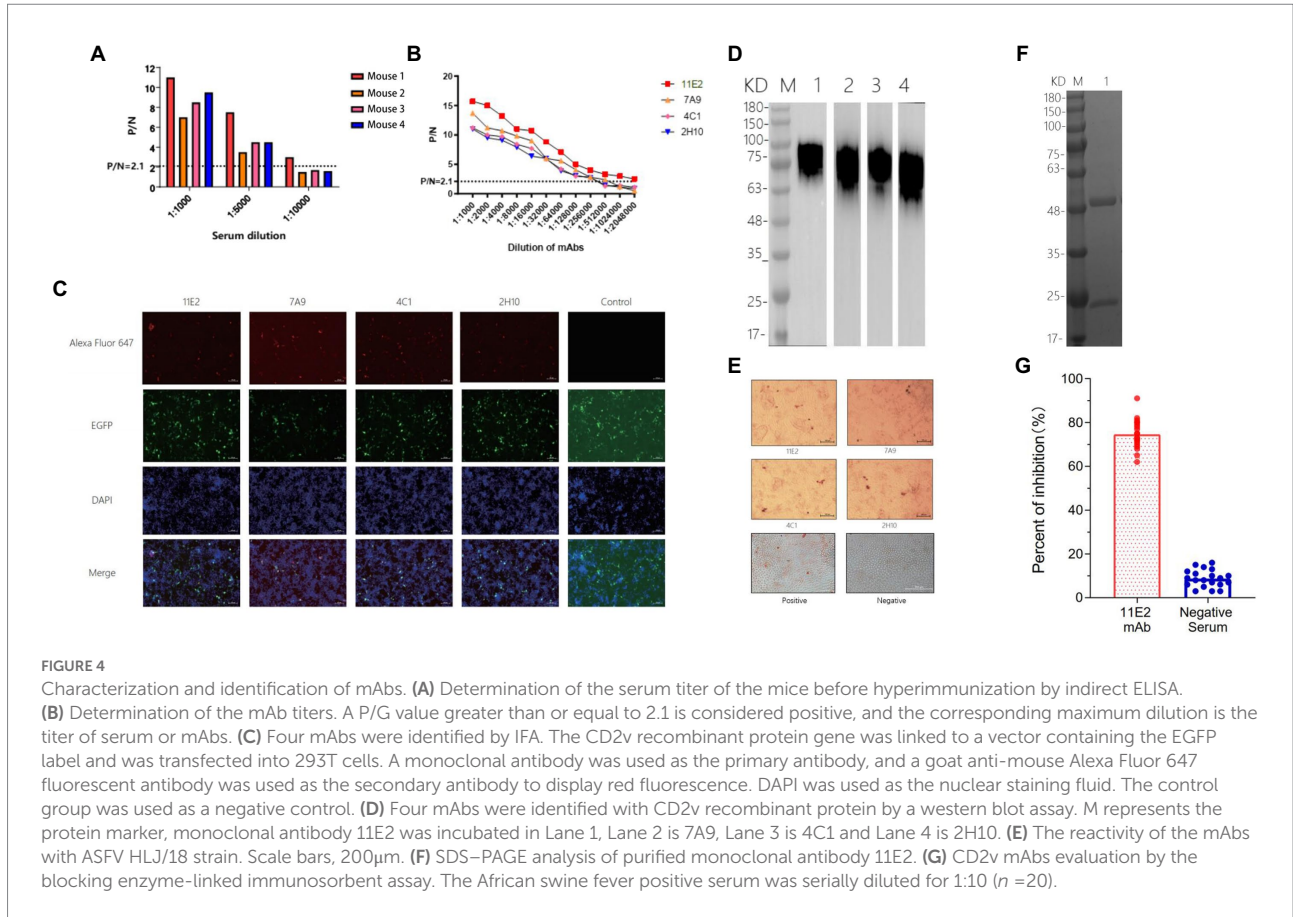 A
12
10
8
6
4
P/N=2.1
2
0
P/N
1:1000
1:5000
1:10000
Serum dilution
Mouse 1
Mouse 2
Mouse 3
Mouse 4
B
20
15
10
5
P/N=2.1
0
P/N
1:1000
1:2000
1:4000
1:8000
1:16000
1:32000
1:64000
1:128000
1:256000
1:512000
1:1024000
1:2048000
Dilution of mAbs
11E2
7A9
4C1
2H10
C
11E2 7A9 4C1 2H10 Control
Alexa Fluor 647
EGFP
DAPI
Merge
D
KD M 1 2 3 4
180-
150-
100-
75-
63-
48-
35-
25-
17-
E
11E2 7A9
4C1 2H10
Positive Negative
F
KD M 1
180-
150-
100-
75-
63-
48-
35-
25-
17-
G
100
80
60
40
20
0
Percent of inhibition (%)
11E2 Negative
mAb Serum
FIGURE 4
Characterization and identification of mAbs. (A) Determination of the serum titer of the mice before hyperimmunization by indirect ELISA.
(B) Determination of the mAb titers. A P/G value greater than or equal to 2.1 is considered positive, and the corresponding maximum dilution is the
titer of serum or mAbs. (C) Four mAbs were identified by IFA. The CD2v recombinant protein gene was linked to a vector containing the EGFP
label and was transfected into 293T cells. A monoclonal antibody was used as the primary antibody, and a goat anti-mouse Alexa Fluor 647
fluorescent antibody was used as the secondary antibody to display red fluorescence. DAPI was used as the nuclear staining fluid. The control
group was used as a negative control. (D) Four mAbs were identified with CD2v recombinant protein by a western blot assay. M represents the
protein marker, monoclonal antibody 11E2 was incubated in Lane 1, Lane 2 is 7A9, Lane 3 is 4C1 and Lane 4 is 2H10. (E) The reactivity of the mAbs
with ASFV HLJ/18 strain. Scale bars, 200μm. (F) SDS–PAGE analysis of purified monoclonal antibody 11E2. (G) CD2v mAbs evaluation by the
blocking enzyme-linked immunosorbent assay. The African swine fever positive serum was serially diluted for 1:10 (n =20).